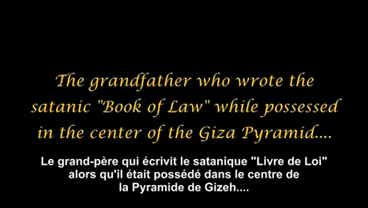 The grandfather who wrote the
satanic "Book of Law" while possessed
in the center of the Giza Pyramid....
Le grand-père qui écrivit le satanique "Livre de Loi"
alors qu'il était possédé dans le centre de
la Pyramide de Gizeh....